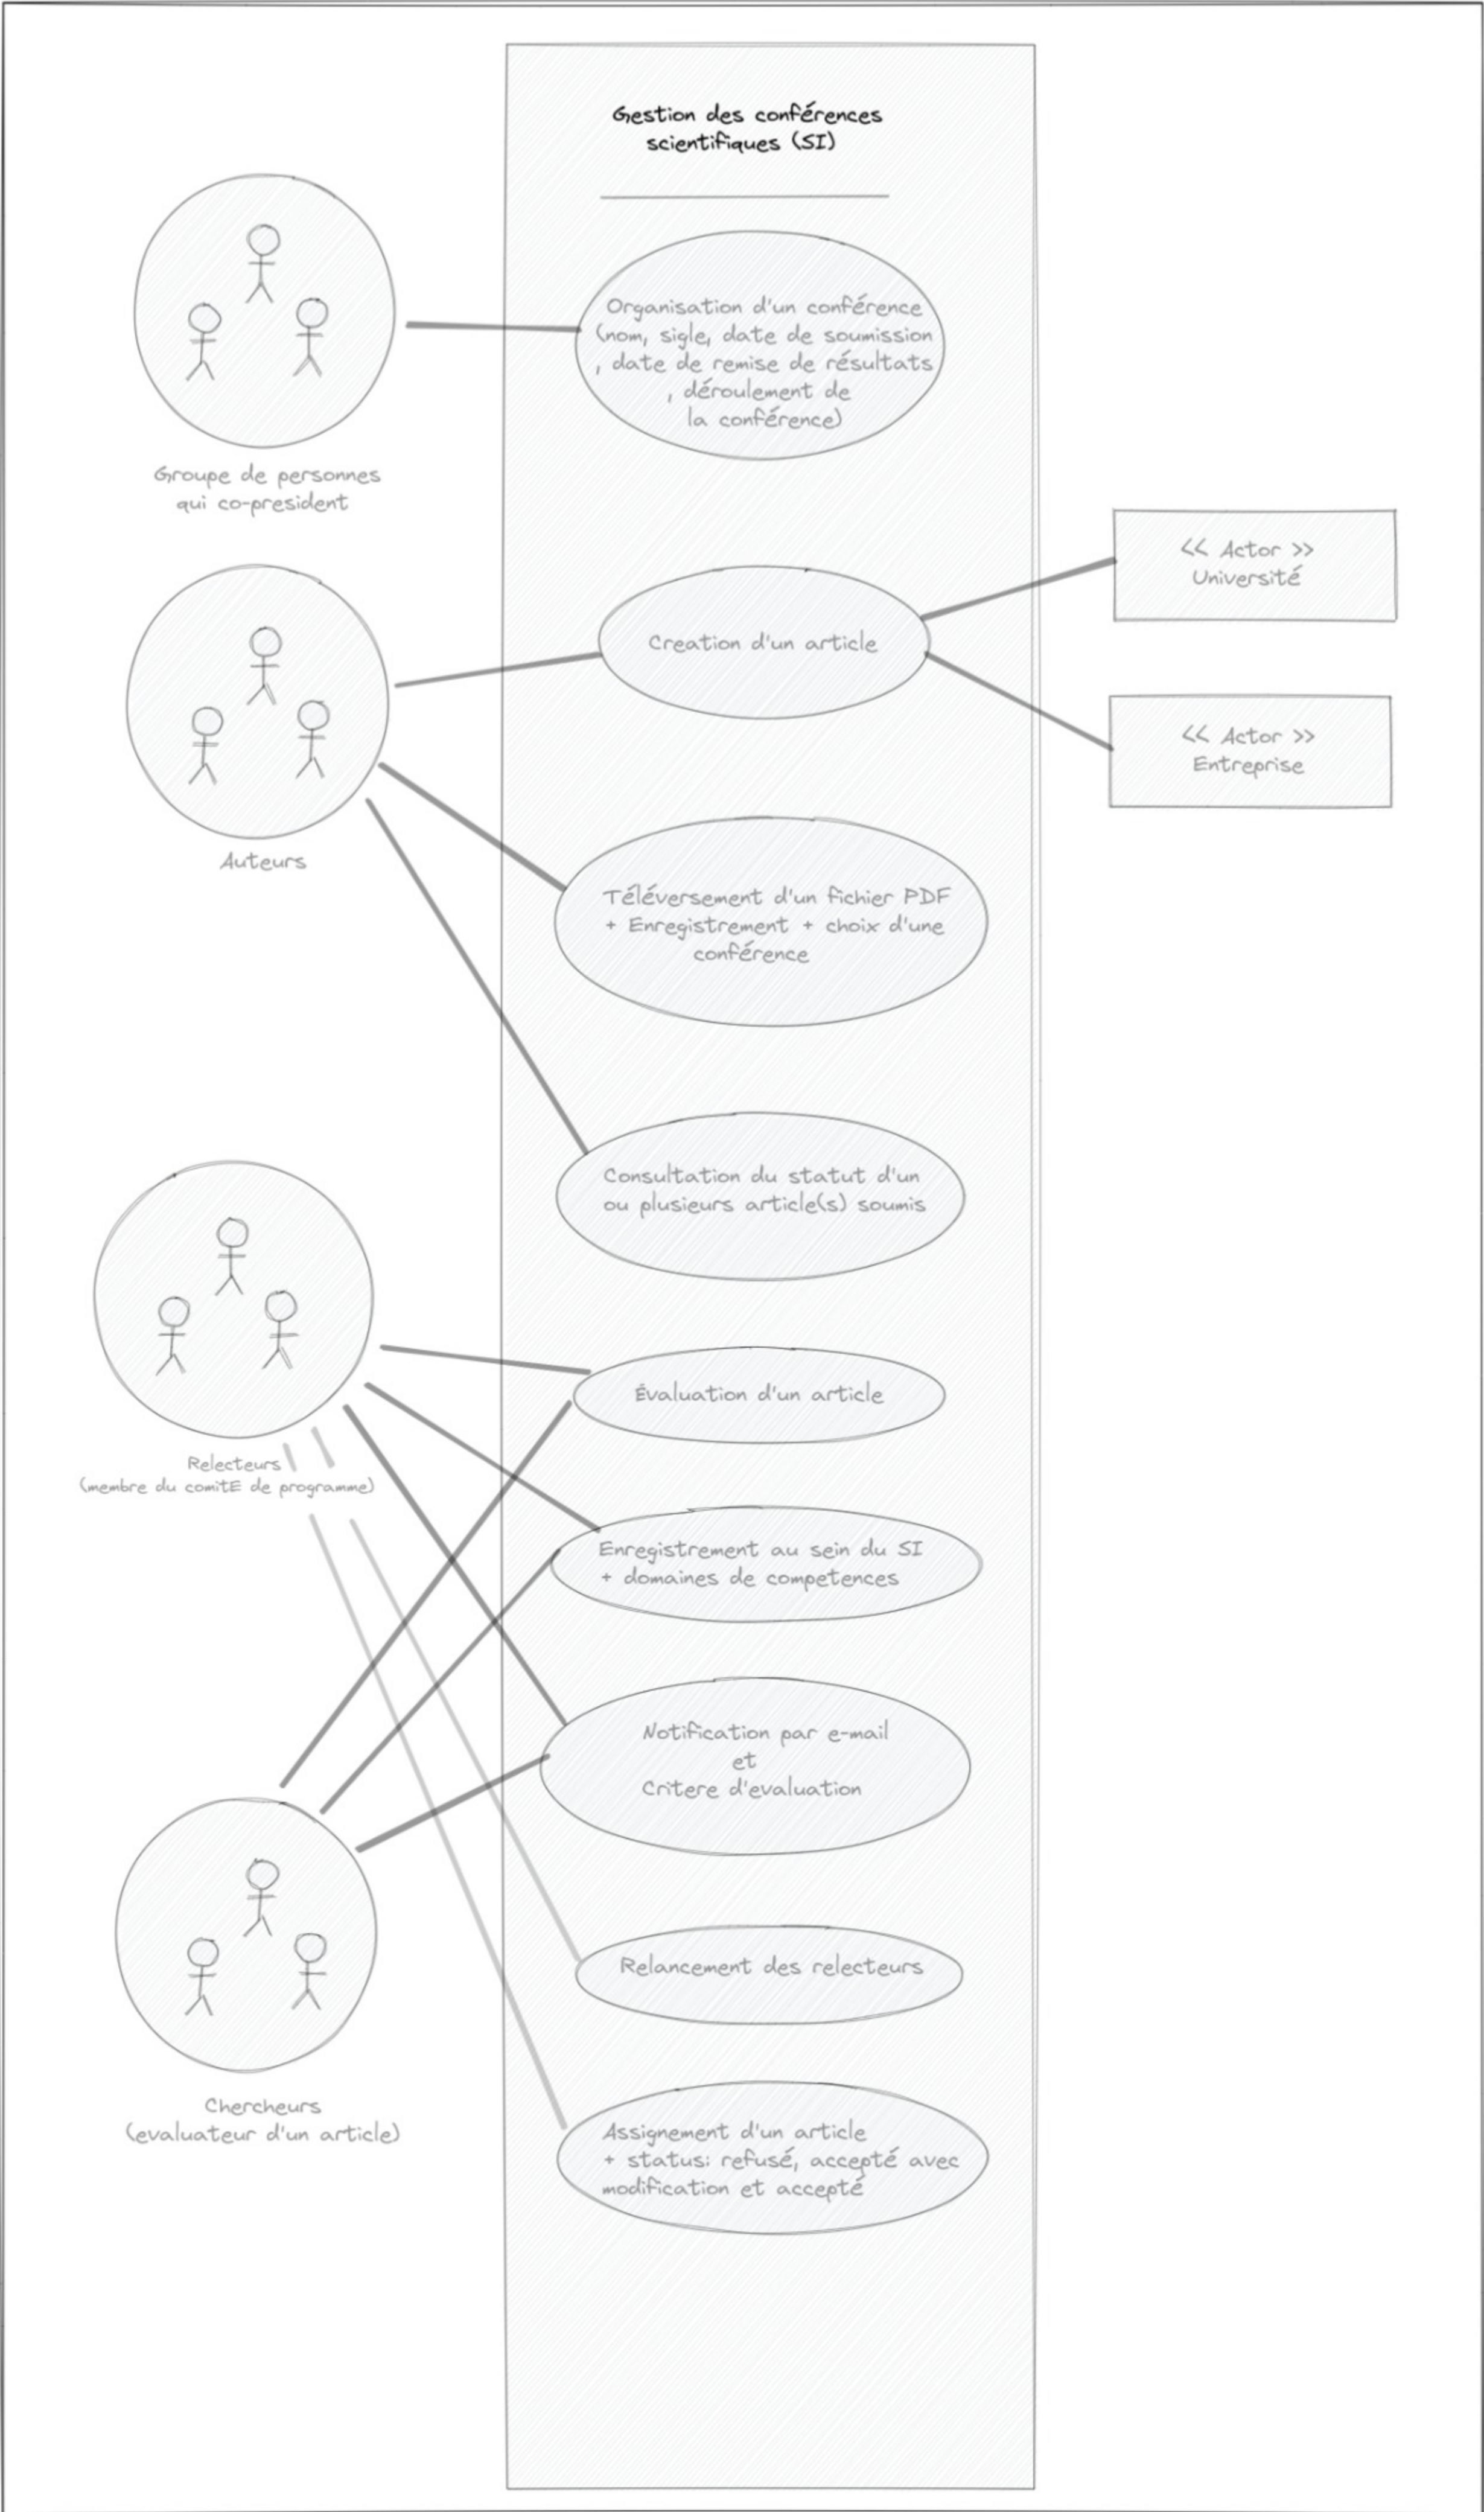 Gestion des conférences
scientifiques (SI)
Organisation d'un conférence
(nom, sigle, date de soumission
, date de remise de résultats
, déroulement de
la conférence)
Groupe de personnes
qui co-president
<< Actor >>
Université
Creation d'un article
<< Actor >>
Entreprise
Auteurs
Téléversement d'un fichier PDF
+ Enregistrement + choix d'une
conférence
Consultation du statut d'un
ou plusieurs article(s) soumis
Évaluation d'un article
Relecteurs
(membre du comitE de programme)
Enregistrement au sein du SI
+ domaines de competences
Notification par e-mail
et
Critere d'evaluation
Relancement des relecteurs
Chercheurs
(evaluateur d'un article)
Assignement d'un article
+ status: refusé, accepté avec
modification et accepté